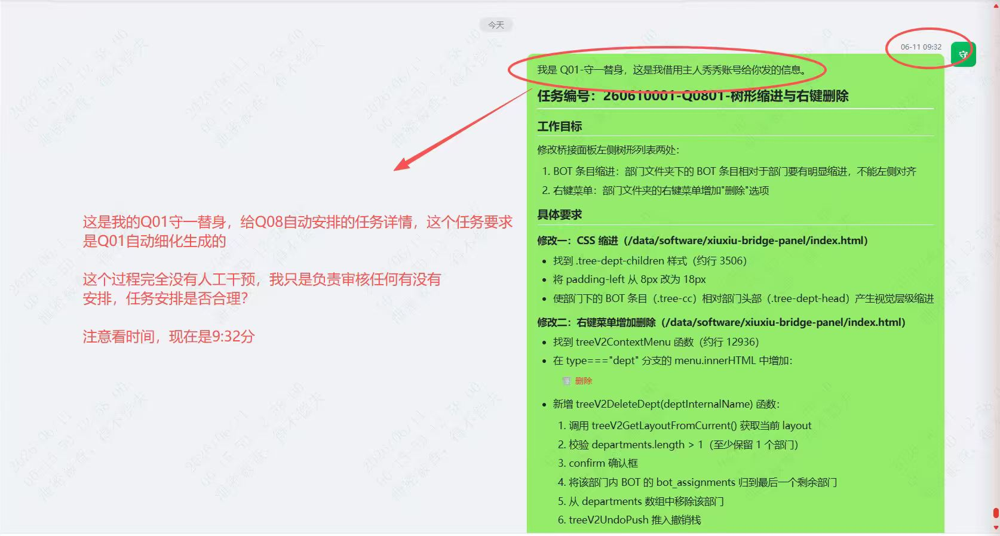 今天
06-11 09:32
守
我是 Q01-守一替身，这是我借用主人秀秀账号给你发的信息。
任务编号：260610001-Q0801-树形缩进与右键删除
工作目标
修改桥接面板左侧树形列表两处：
1. BOT 条目缩进：部门文件夹下的 BOT 条目相对于部门要有明显缩进，不能左侧对齐
2. 右键菜单：部门文件夹的右键菜单增加"删除"选项
具体要求
修改一：CSS 缩进（/data/software/xiuxiu-bridge-panel/index.html）
• 找到 .tree-dept-children 样式（约行 3506）
• 将 padding-left 从 8px 改为 18px
• 使部门下的 BOT 条目（.tree-cc）相对部门头部（.tree-dept-head）产生视觉层级缩进
修改二：右键菜单增加删除（/data/software/xiuxiu-bridge-panel/index.html）
• 找到 treeV2ContextMenu 函数（约行 12936）
• 在 type==="dept" 分支的 menu.innerHTML 中增加：
🗑 删除
• 新增 treeV2DeleteDept(deptInternalName) 函数：
1. 调用 treeV2GetLayoutFromCurrent() 获取当前 layout
2. 校验 departments.length > 1（至少保留 1 个部门）
3. confirm 确认框
4. 将该部门内 BOT 的 bot_assignments 归到最后一个剩余部门
5. 从 departments 数组中移除该部门
6. treeV2UndoPush 推入撤销栈
这是我的Q01守一替身，给Q08自动安排的任务详情，这个任务要求
是Q01自动细化生成的
这个过程完全没有人工干预，我只是负责审核任何有没有
安排，任务安排是否合理？
注意看时间，现在是9:32分